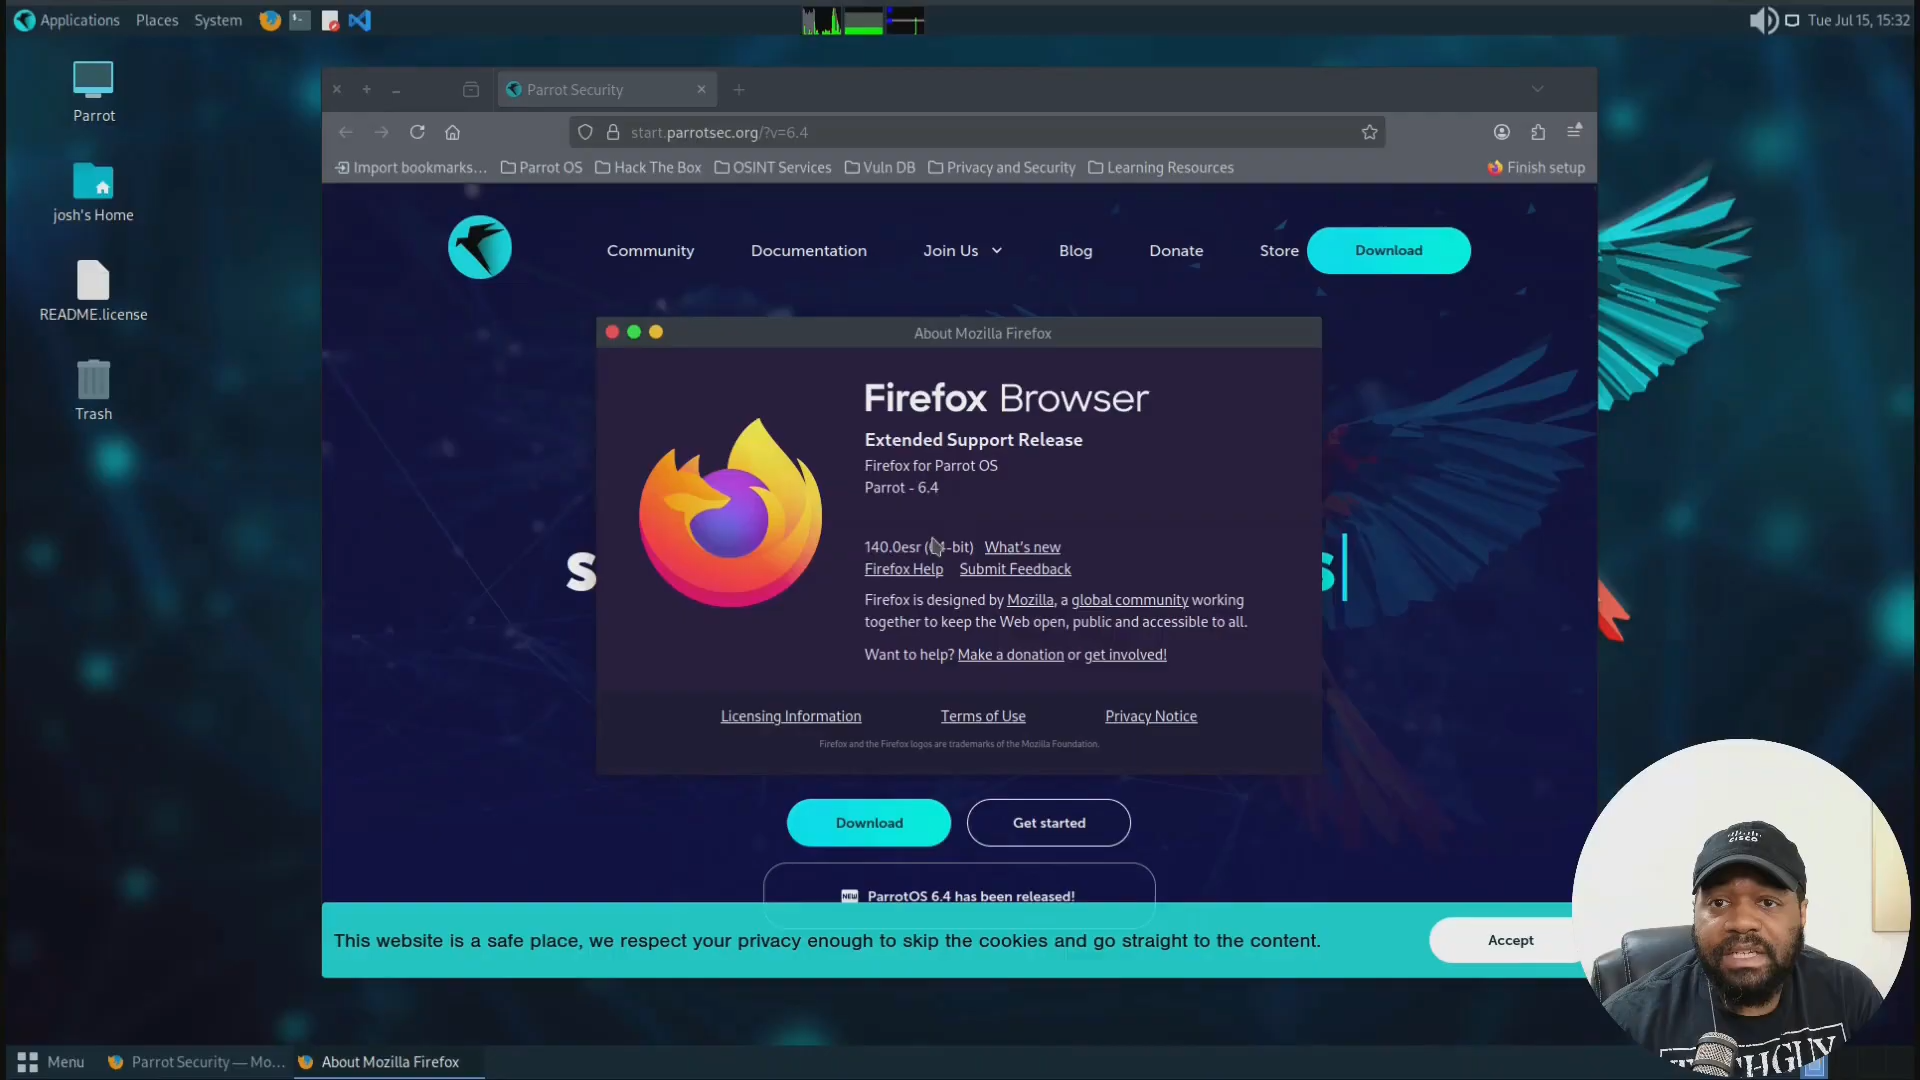 Applications Places System
Tue Jul 15, 15:32
Parrot
josh's Home
README.license
Trash
Parrot Security
start.parrotsec.org/?v=6.4
Import bookmarks... Parrot OS Hack The Box OSINT Services Vuln DB Privacy and Security Learning Resources Finish setup
Community Documentation Join Us Blog Donate Store Download
About Mozilla Firefox
Firefox Browser
Extended Support Release
Firefox for Parrot OS
Parrot - 6.4
140.0esr ( -bit) What's new
Firefox Help Submit Feedback
Firefox is designed by Mozilla, a global community working
together to keep the Web open, public and accessible to all.
Want to help? Make a donation or get involved!
Licensing Information Terms of Use Privacy Notice
Firefox and the Firefox logos are trademarks of the Mozilla Foundation.
Download Get started
NEW ParrotOS 6.4 has been released!
This website is a safe place, we respect your privacy enough to skip the cookies and go straight to the content.
Accept
CISCO
Menu Parrot Security — Mo... About Mozilla Firefox